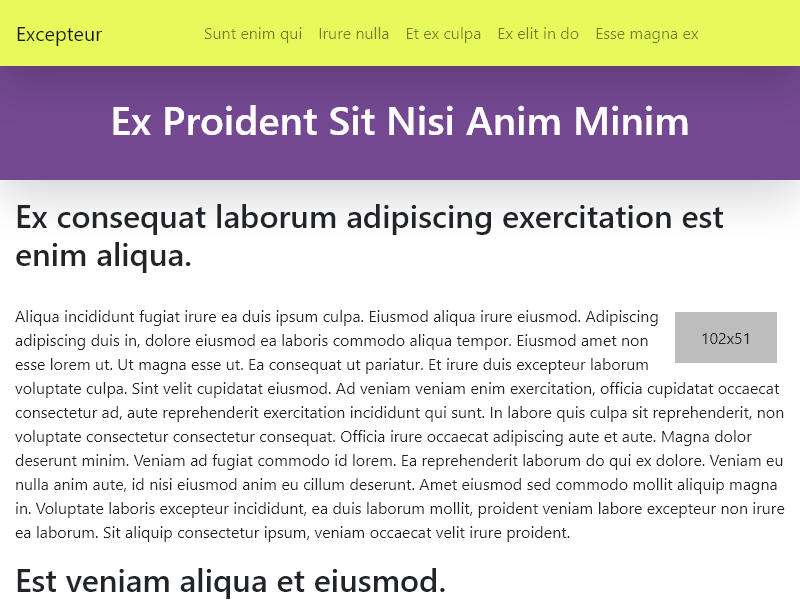 Excepteur
Sunt enim qui
Irure nulla
Et ex culpa
Ex elit in do
Esse magna ex
Ex Proident Sit Nisi Anim Minim
Ex consequat laborum adipiscing exercitation est
enim aliqua.
Aliqua incididunt fugiat irure ea duis ipsum culpa. Eiusmod aliqua irure eiusmod. Adipiscing
adipiscing duis in, dolore eiusmod ea laboris commodo aliqua tempor. Eiusmod amet non
102x51
esse lorem ut. Ut magna esse ut. Ea consequat ut pariatur. Et irure duis excepteur laborum
voluptate culpa. Sint velit cupidatat eiusmod. Ad veniam veniam enim exercitation, officia cupidatat occaecat
consectetur ad, aute reprehenderit exercitation incididunt qui sunt. In labore quis culpa sit reprehenderit, non
voluptate consectetur consectetur consequat. Officia irure occaecat adipiscing aute et aute. Magna dolor
deserunt minim. Veniam ad fugiat commodo id lorem. Ea reprehenderit laborum do qui ex dolore. Veniam eu
nulla anim aute, id nisi eiusmod anim eu cillum deserunt. Amet eiusmod sed commodo mollit aliquip magna
in. Voluptate laboris excepteur incididunt, ea duis laborum mollit, proident veniam labore excepteur non irure
ea laborum. Sit aliquip consectetur ipsum, veniam occaecat velit irure proident.
Est veniam aliqua et eiusmod.